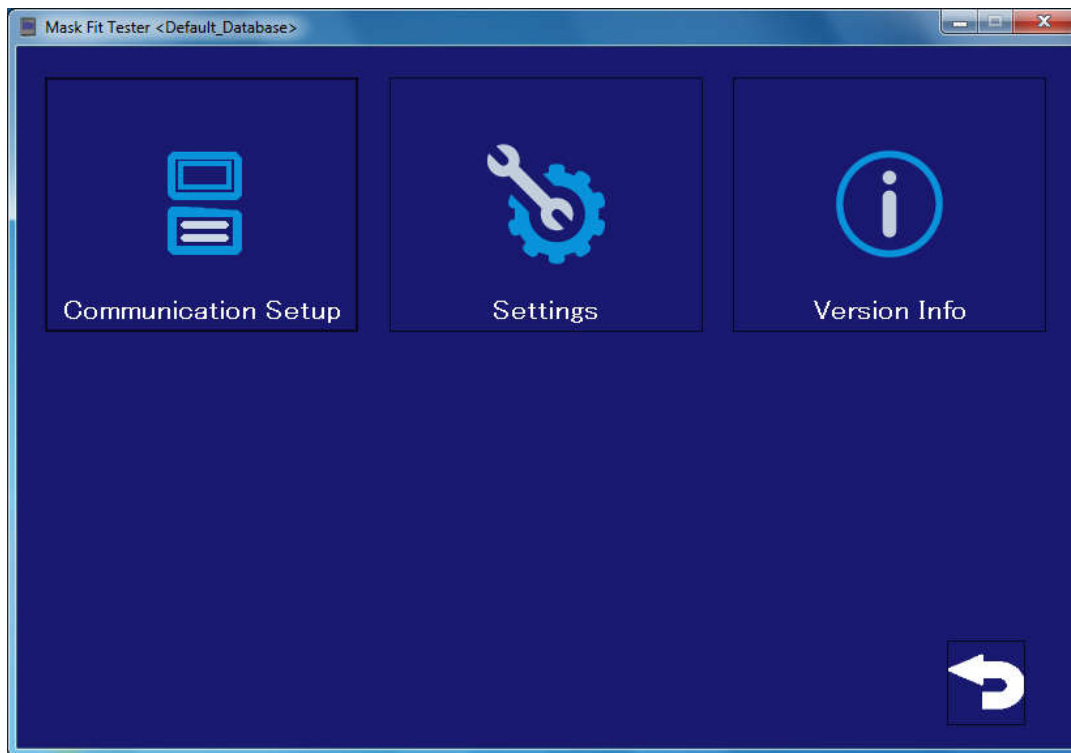 Mask Fit Tester <Default_Database>
Communication Setup
Settings
Version Info